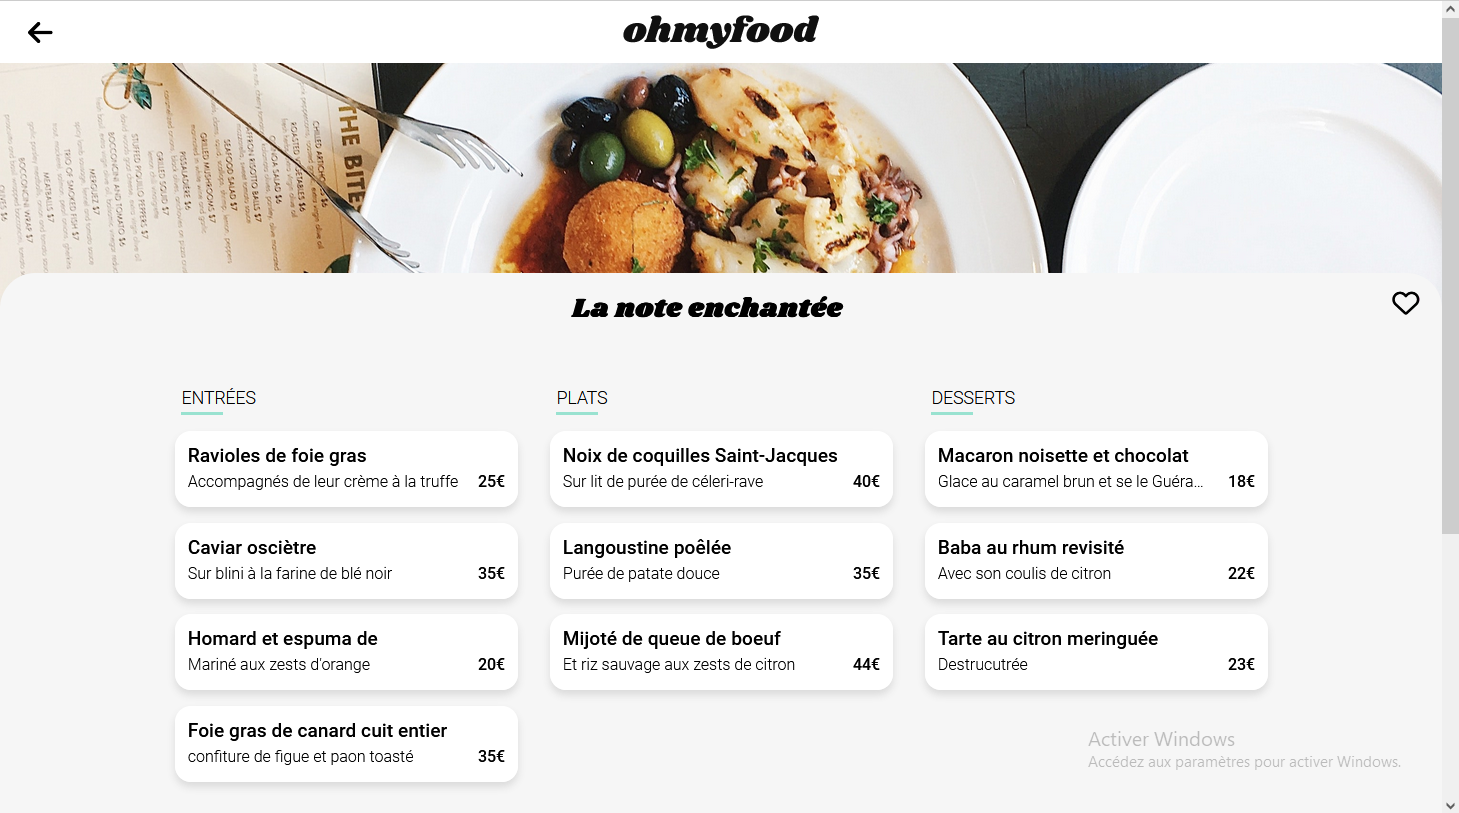 ohmyfood
THE BITE
La note enchantée
ENTRÉES
Ravioles de foie gras
Accompagnés de leur crème à la truffe 25€
Caviar oscièrtre
Sur blini à la farine de blé noir 35€
Homard et espuma de
Mariné aux zests d'orange 20€
Foie gras de canard cuit entier
confiture de figue et paon toasté 35€
PLATS
Noix de coquilles Saint-Jacques
Sur lit de purée de céleri-rave 40€
Langoustine poêlée
Purée de patate douce 35€
Mijoté de queue de boeuf
Et riz sauvage aux zests de citron 44€
DESSERTS
Macaron noisette et chocolat
Glace au caramel brun et se le Guéra... 18€
Baba au rhum revisité
Avec son coulis de citron 22€
Tarte au citron meringuée
Destrucutrée 23€
Activer Windows
Accédez aux paramètres pour activer Windows.